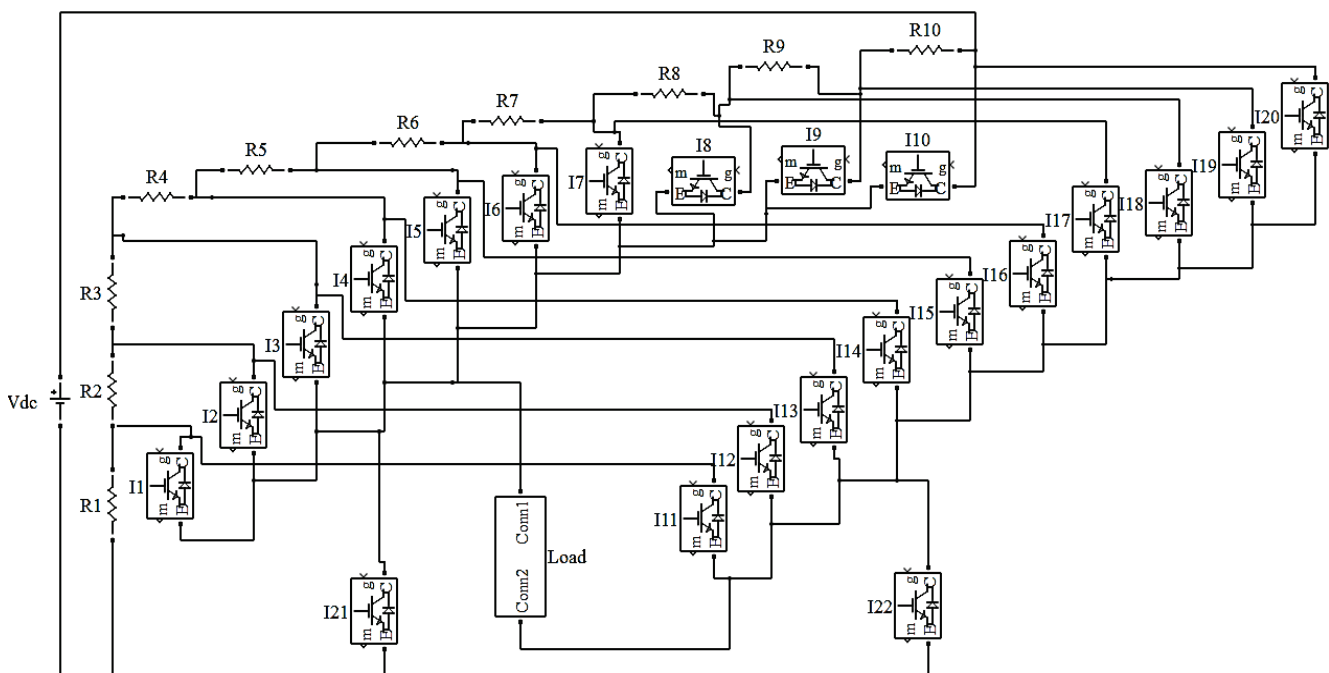 R10
R9
R8
R7
R6
R5
R4
R3
R2
R1
Vdc
I1
I2
I3
I4
I5
I6
I7
I8
I9
I10
I11
I12
I13
I14
I15
I16
I17
I18
I19
I20
I21
I22
Conn1
Conn2
Load
g C m E
g C m E
g C m E
g C m E
g C m E
g C m E
g C m E
m g E C
m g E C
m g E C
g C m E
g C m E
g C m E
g C m E
g C m E
g C m E
g C m E
g C m E
g C m E
g C m E
g C m E
g C m E